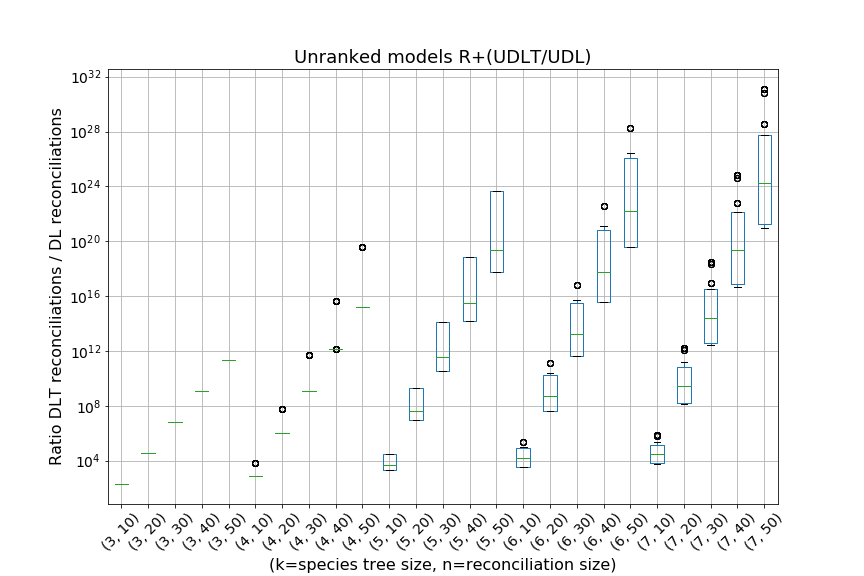 Unranked models R+(UDLT/UDL)
Ratio DLT reconciliations / DL reconciliations
10^32
10^28
10^24
10^20
10^16
10^12
10^8
10^4
(3, 10) (3, 20) (3, 30) (3, 40) (3, 50) (4, 10) (4, 20) (4, 30) (4, 40) (4, 50) (5, 10) (5, 20) (5, 30) (5, 40) (5, 50) (6, 10) (6, 20) (6, 30) (6, 40) (6, 50) (7, 10) (7, 20) (7, 30) (7, 40) (7, 50)
(k=species tree size, n=reconciliation size)